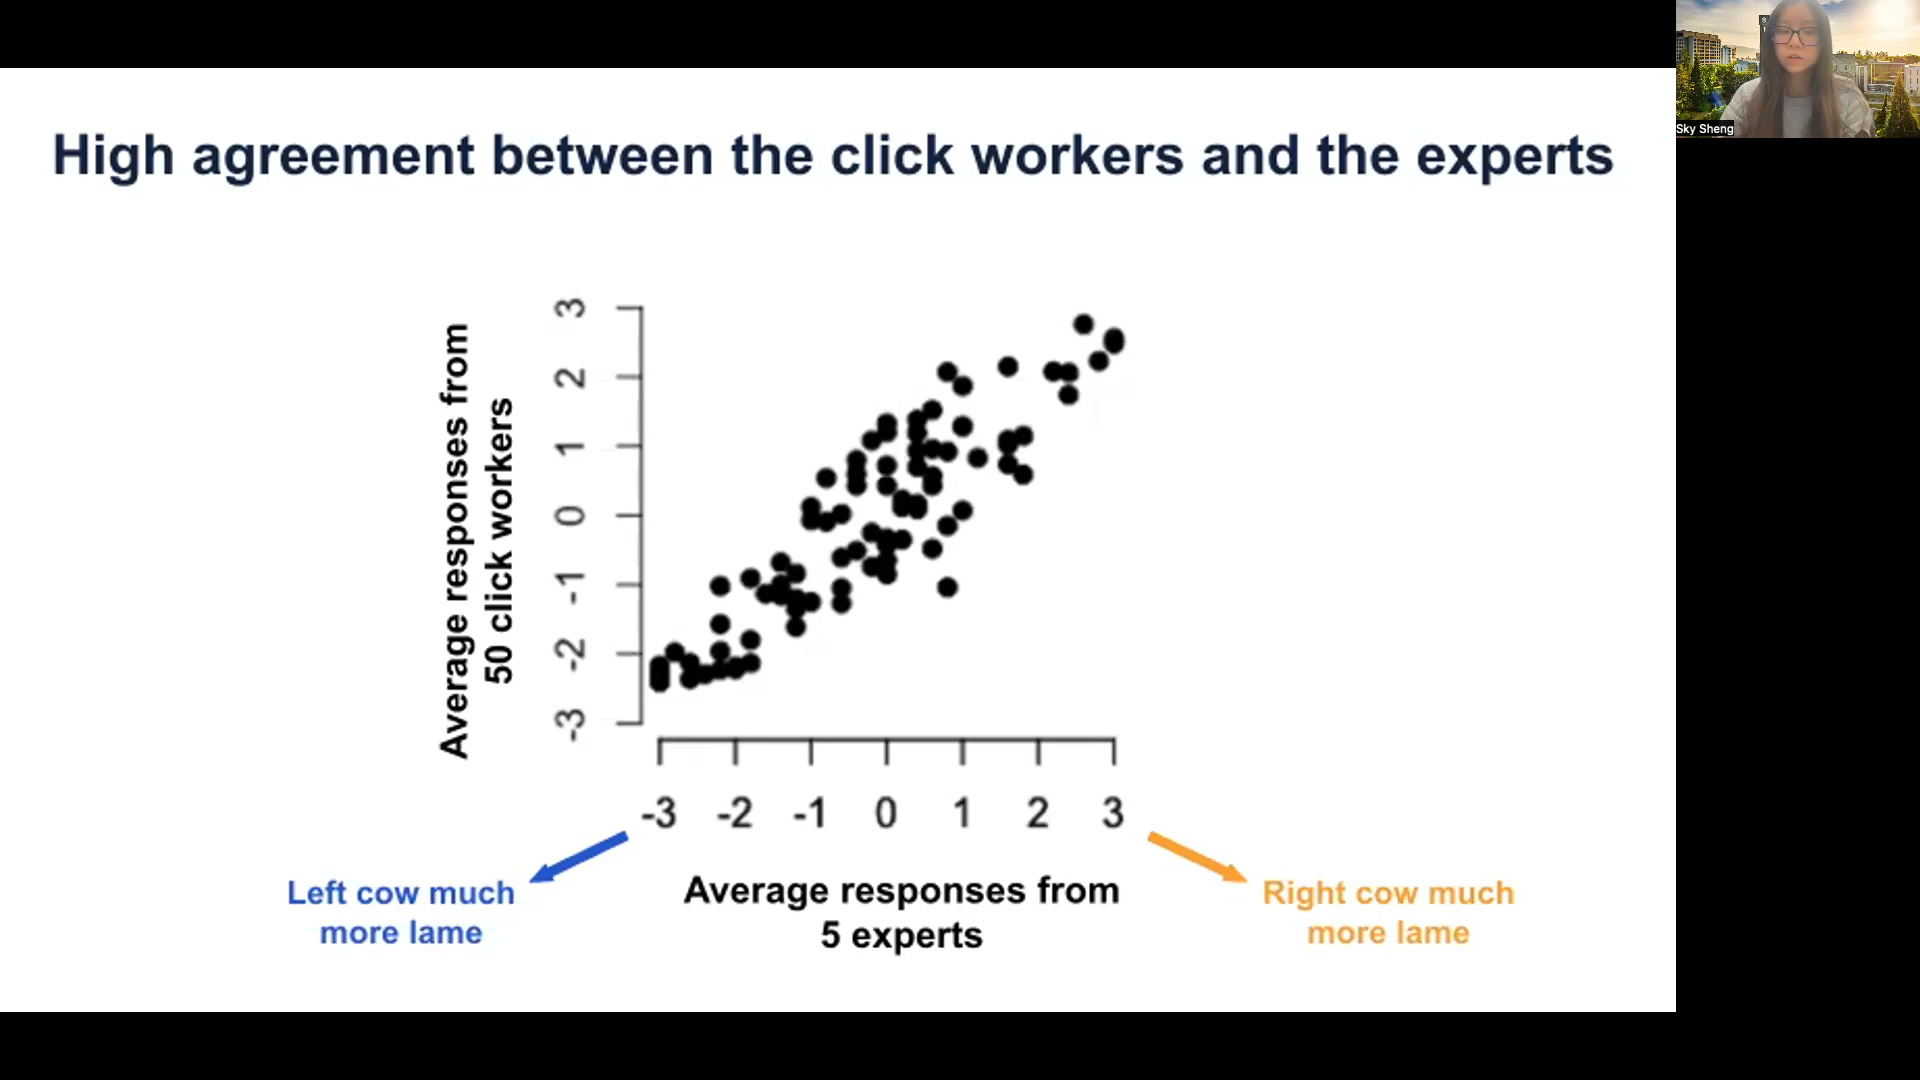 High agreement between the click workers and the experts
Sky Sheng
Average responses from
50 click workers
3
2
1
0
-1
-2
-3
-3 -2 -1 0 1 2 3
Left cow much
more lame
Average responses from
5 experts
Right cow much
more lame